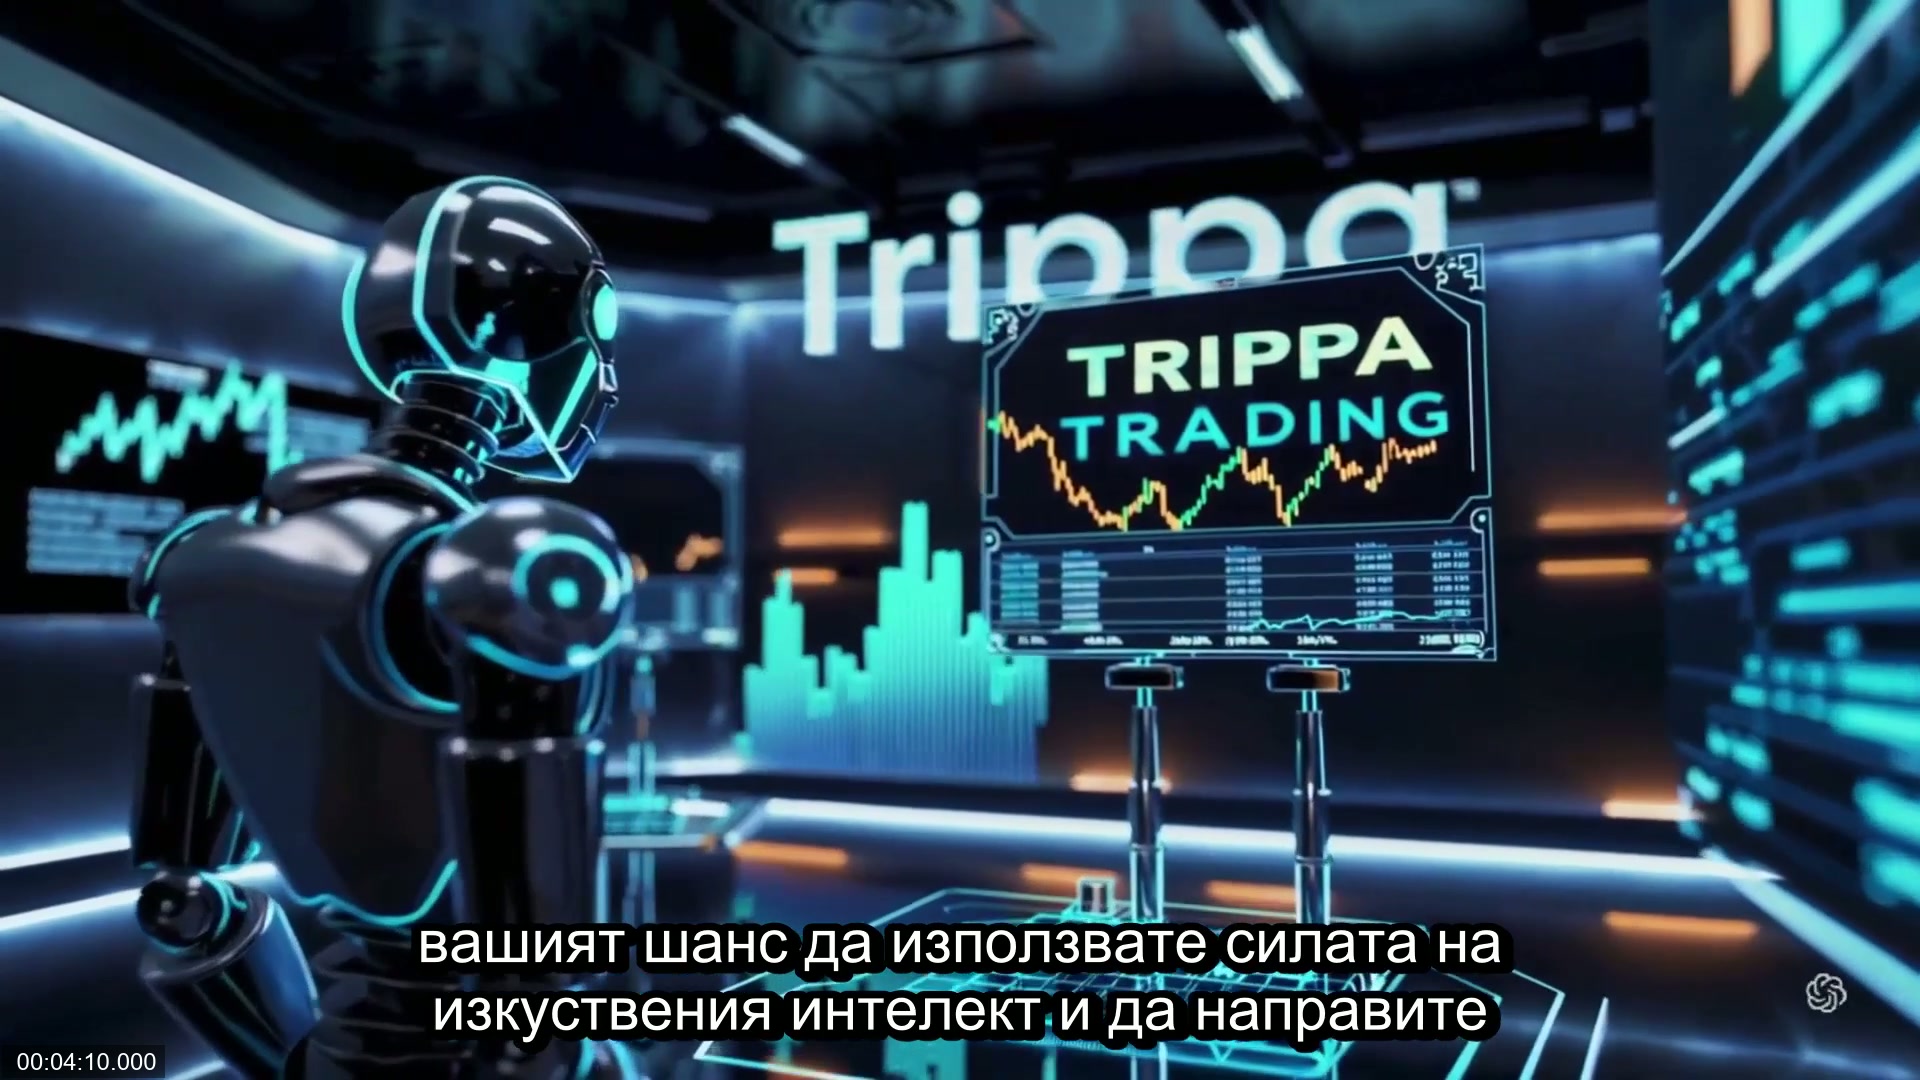 Trippa
TRIPPA
TRADING
вашият шанс да използвате силата на
изкуствения интелект и да направите
00:04:10.000